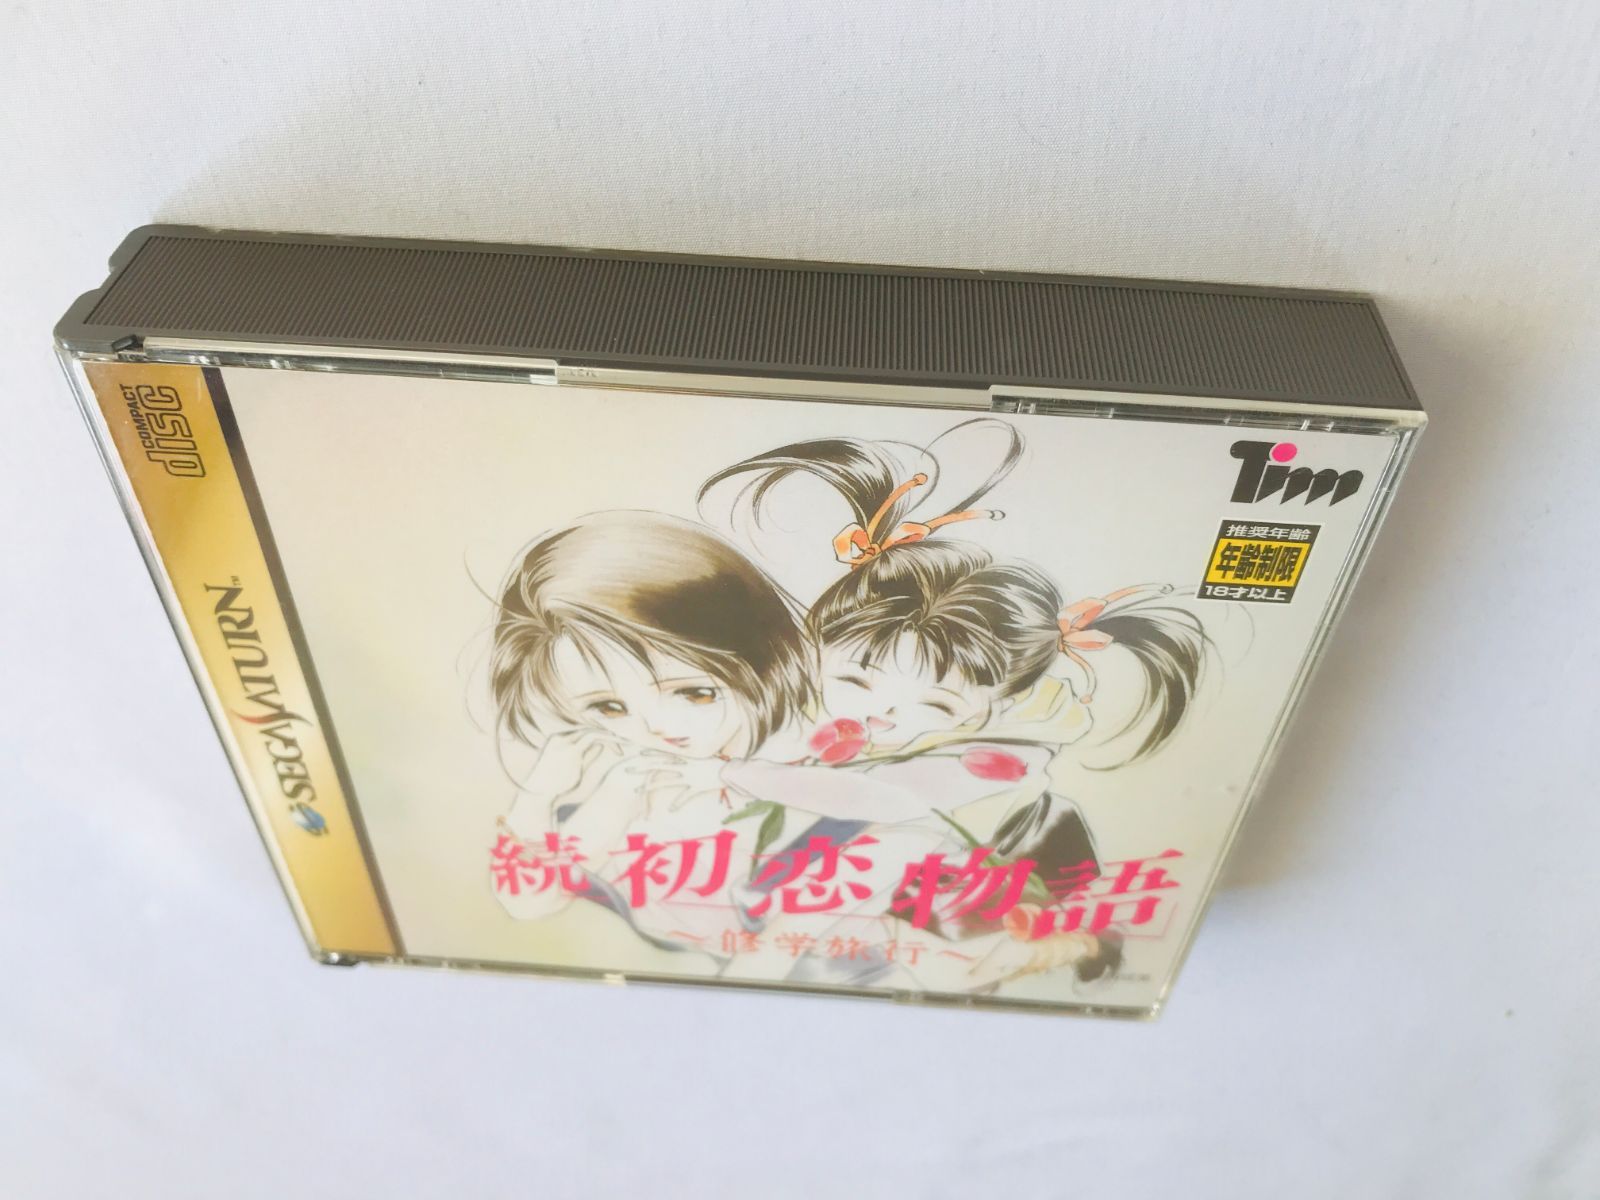 COMPACT
disc
SEGA SATURN™
Tim
推奨年齢
年齢制限
18才以上
続初恋物語
～修学旅行～